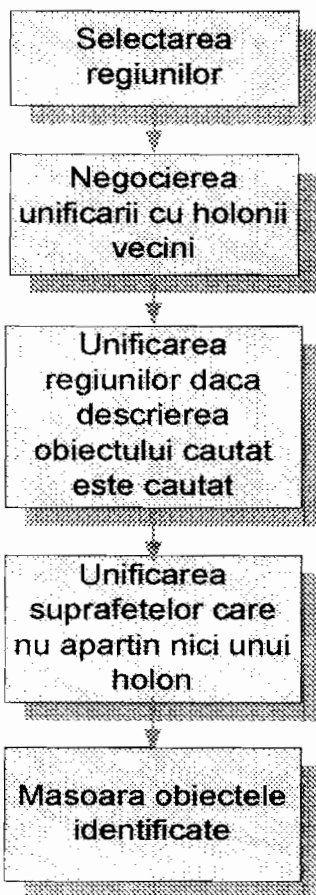 Selectarea
regiunilor
Negocierea
unificarii cu holonii
vecini
Unificarea
regiunilor daca
descrierea
obiectului cautat
este cautat
Unificarea
suprafetelor care
nu apartin nici unui
holon
Masoara obiectele
identificate